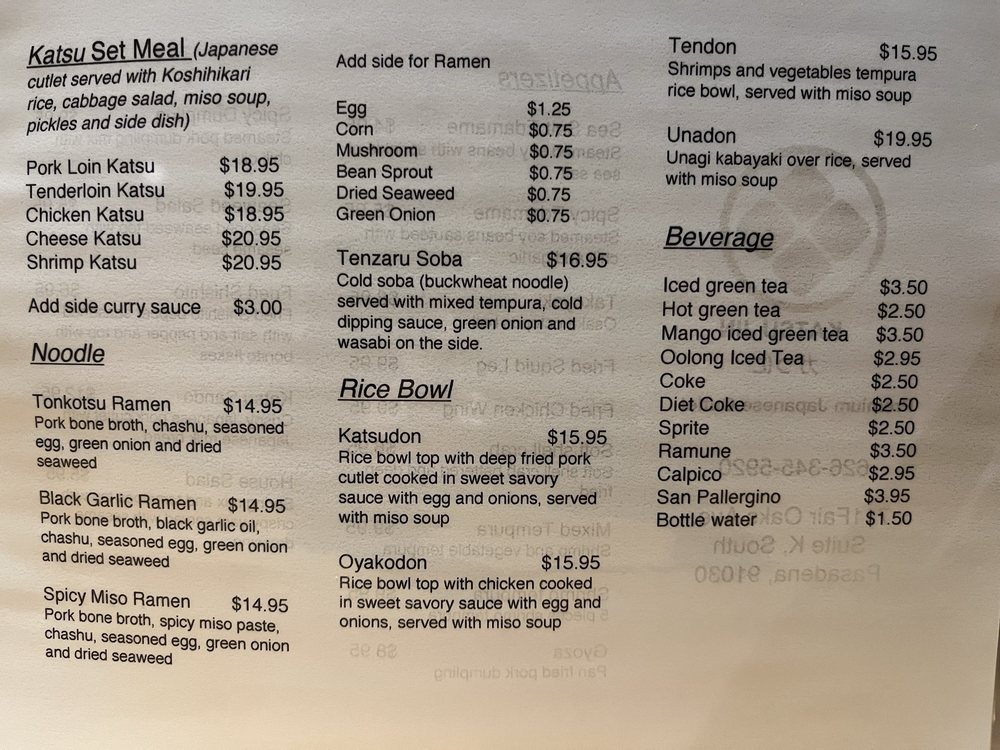 Katsu Set Meal (Japanese
cutlet served with Koshihikari
rice, cabbage salad, miso soup,
pickles and side dish)
Pork Loin Katsu $18.95
Tenderloin Katsu $19.95
Chicken Katsu $18.95
Cheese Katsu $20.95
Shrimp Katsu $20.95
Add side curry sauce $3.00
Noodle
Tonkotsu Ramen $14.95
Pork bone broth, chashu, seasoned
egg, green onion and dried
seaweed
Black Garlic Ramen $14.95
Pork bone broth, black garlic oil,
chashu, seasoned egg, green onion
and dried seaweed
Spicy Miso Ramen $14.95
Pork bone broth, spicy miso paste,
chashu, seasoned egg, green onion
and dried seaweed
Add side for Ramen
Egg $1.25
Corn $0.75
Mushroom $0.75
Bean Sprout $0.75
Dried Seaweed $0.75
Green Onion $0.75
Tenzaru Soba $16.95
Cold soba (buckwheat noodle)
served with mixed tempura, cold
dipping sauce, green onion and
wasabi on the side.
Rice Bowl
Katsudon $15.95
Rice bowl top with deep fried pork
cutlet cooked in sweet savory
sauce with egg and onions, served
with miso soup
Oyakodon $15.95
Rice bowl top with chicken cooked
in sweet savory sauce with egg and
onions, served with miso soup
Tendon $15.95
Shrimps and vegetables tempura
rice bowl, served with miso soup
Unadon $19.95
Unagi kabayaki over rice, served
with miso soup
Beverage
Iced green tea $3.50
Hot green tea $2.50
Mango iced green tea $3.50
Oolong Iced Tea $2.95
Coke $2.50
Diet Coke $2.50
Sprite $2.50
Ramune $3.50
Calpico $2.95
San Pallergino $3.95
Bottle water $1.50